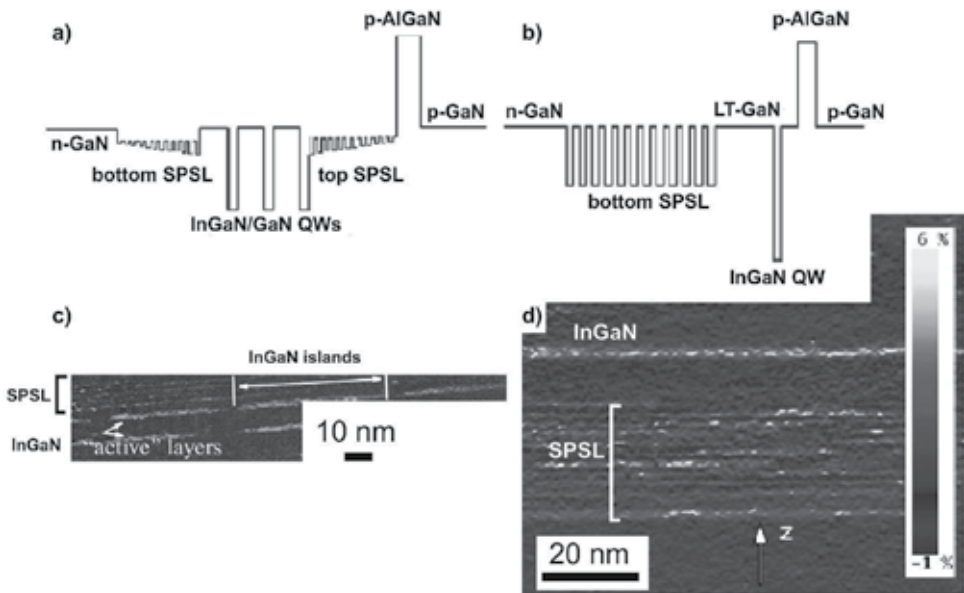 a)
p-AlGaN
n-GaN
p-GaN
bottom SPSL
top SPSL
InGaN/GaN QWs
b)
p-AlGaN
n-GaN
LT-GaN
p-GaN
bottom SPSL
InGaN QW
c)
InGaN islands
SPSL
InGaN
"active" layers
10 nm
d)
InGaN
SPSL
z
20 nm
6 %
-1 %